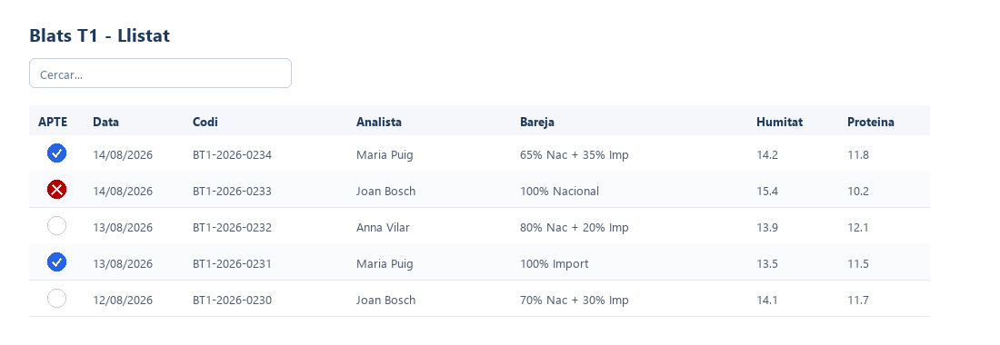 Blats T1 - Llistat
Cercar...
APTE Data Codi Analista Bareja Humitat Proteina
14/08/2026 BT1-2026-0234 Maria Puig 65% Nac + 35% Imp 14.2 11.8
14/08/2026 BT1-2026-0233 Joan Bosch 100% Nacional 15.4 10.2
13/08/2026 BT1-2026-0232 Anna Vilar 80% Nac + 20% Imp 13.9 12.1
13/08/2026 BT1-2026-0231 Maria Puig 100% Import 13.5 11.5
12/08/2026 BT1-2026-0230 Joan Bosch 70% Nac + 30% Imp 14.1 11.7